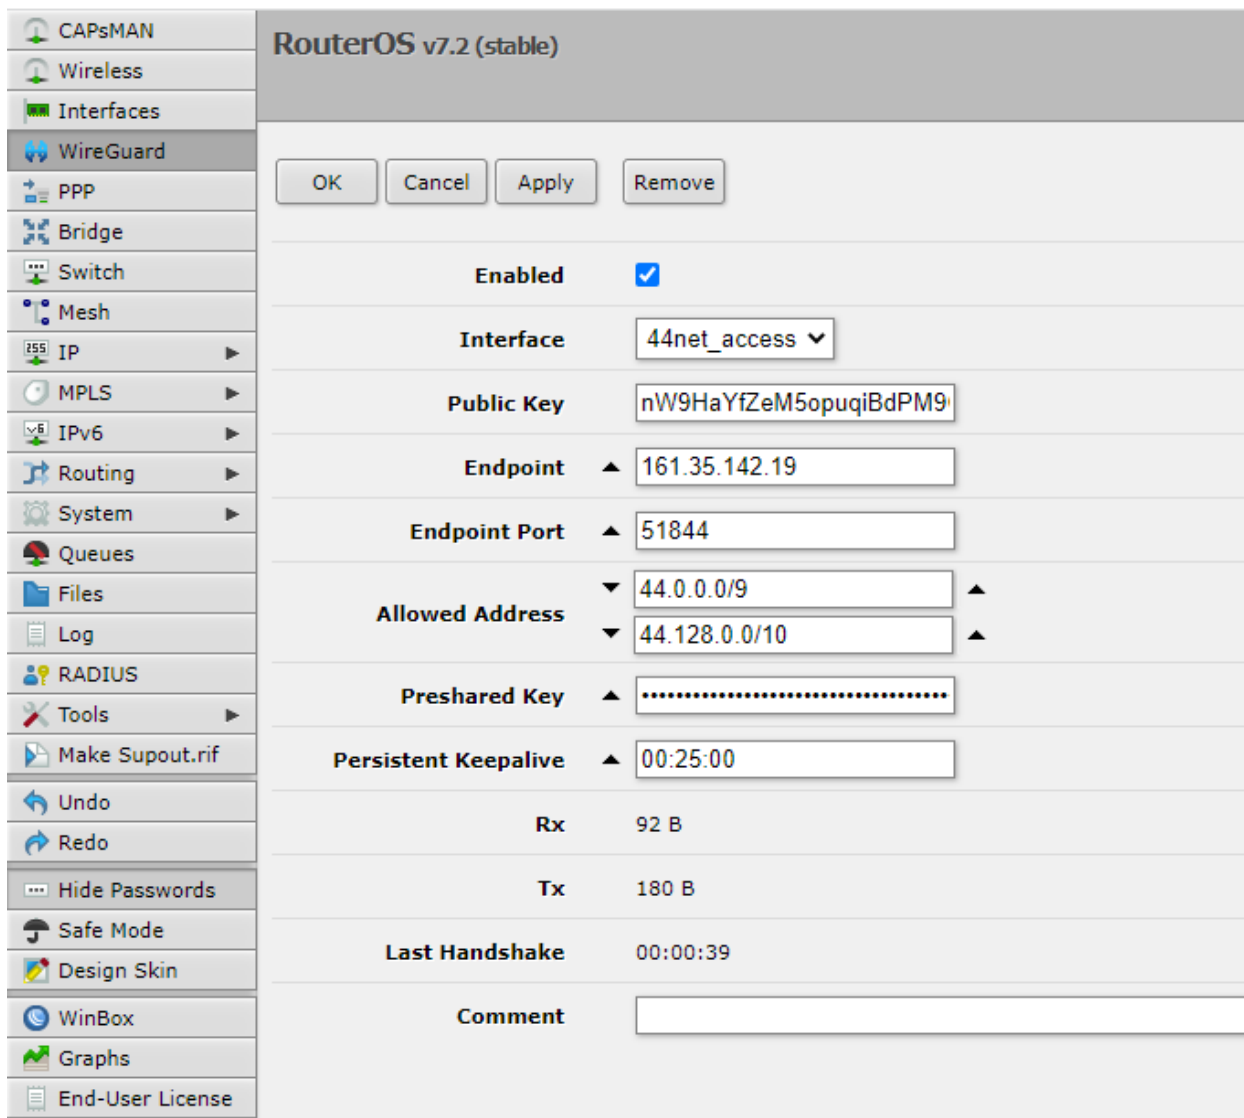 CAPsMAN
Wireless
Interfaces
WireGuard
PPP
Bridge
Switch
Mesh
IP
MPLS
IPv6
Routing
System
Queues
Files
Log
RADIUS
Tools
Make Supout.rif
Undo
Redo
Hide Passwords
Safe Mode
Design Skin
WinBox
Graphs
End-User License
RouterOS v7.2 (stable)
OK Cancel Apply Remove
Enabled
Interface 44net_access
Public Key nW9HaYfZeM5opuqiBdPM9
Endpoint 161.35.142.19
Endpoint Port 51844
Allowed Address 44.0.0.0/9
44.128.0.0/10
Preshared Key ••••••••••••••••••••••••••••••••••••
Persistent Keepalive 00:25:00
Rx 92 B
Tx 180 B
Last Handshake 00:00:39
Comment